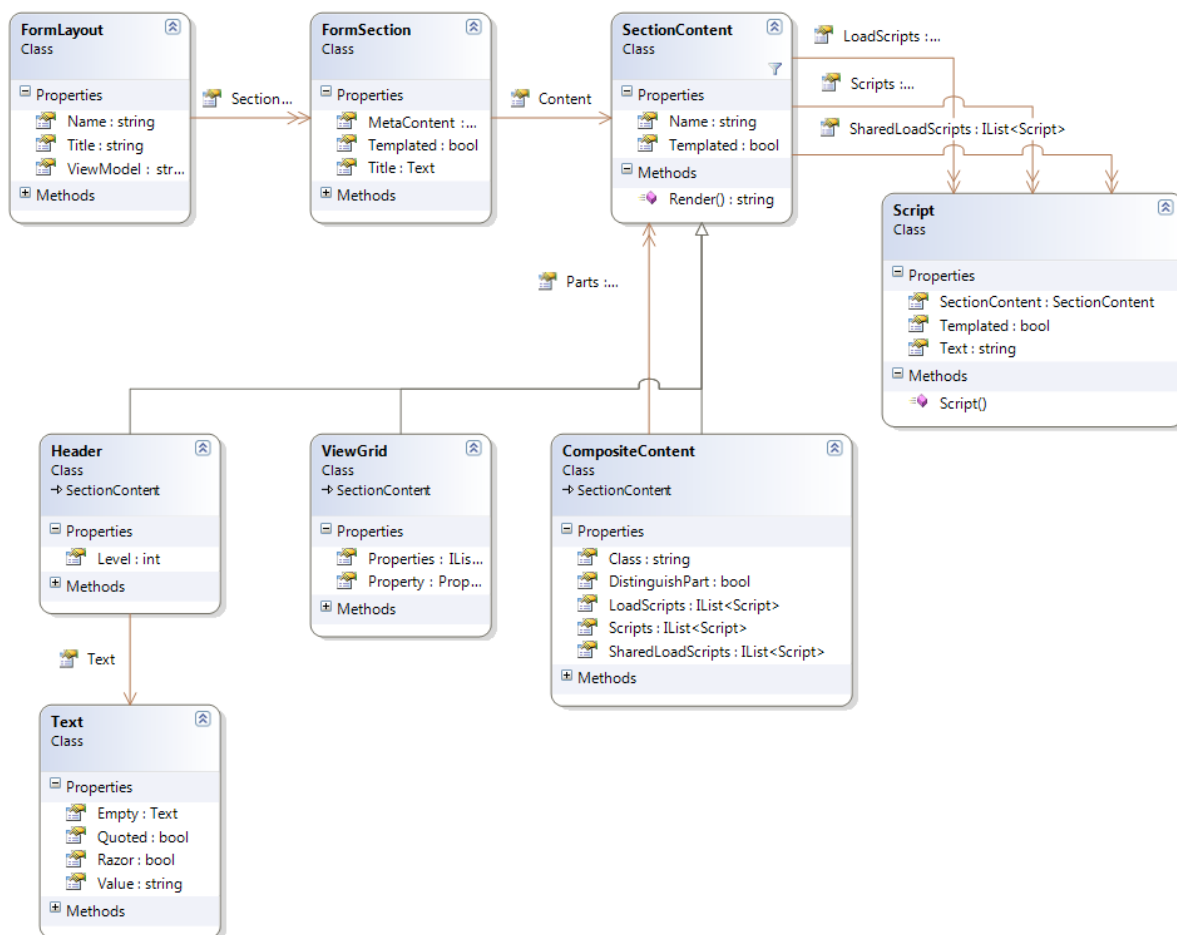 FormLayout
Class
Properties
Name : string
Title : string
ViewModel : str...
Methods
Section...
FormSection
Class
Properties
MetaContent :...
Templated : bool
Title : Text
Methods
Content
SectionContent
Class
Properties
Name : string
Templated : bool
Methods
Render() : string
LoadScripts :...
Scripts :...
SharedLoadScripts : IList<Script>
Script
Class
Properties
SectionContent : SectionContent
Templated : bool
Text : string
Methods
Script()
Parts :...
Header
Class
SectionContent
Properties
Level : int
Methods
ViewGrid
Class
SectionContent
Properties
Properties : ILis...
Property : Prop...
Methods
CompositeContent
Class
SectionContent
Properties
Class : string
DistinguishPart : bool
LoadScripts : IList<Script>
Scripts : IList<Script>
SharedLoadScripts : IList<Script>
Methods
Text
Text
Class
Properties
Empty : Text
Quoted : bool
Razor : bool
Value : string
Methods